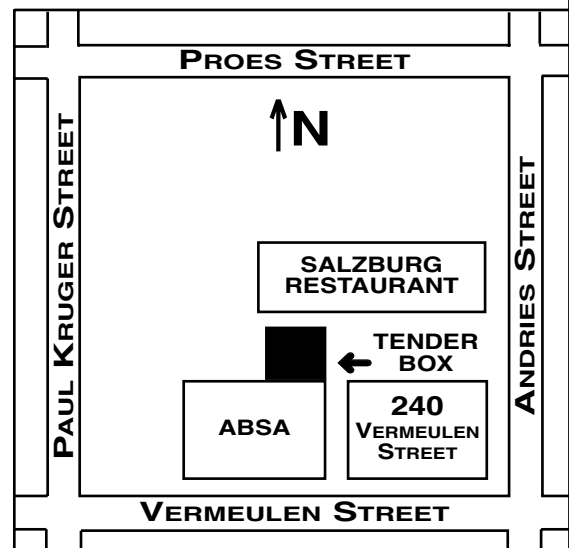 PROES STREET
N
PAUL KRUGER STREET
ANDRIES STREET
SALZBURG
RESTAURANT
TENDER
BOX
ABSA
240
VERMEULEN
STREET
VERMEULEN STREET